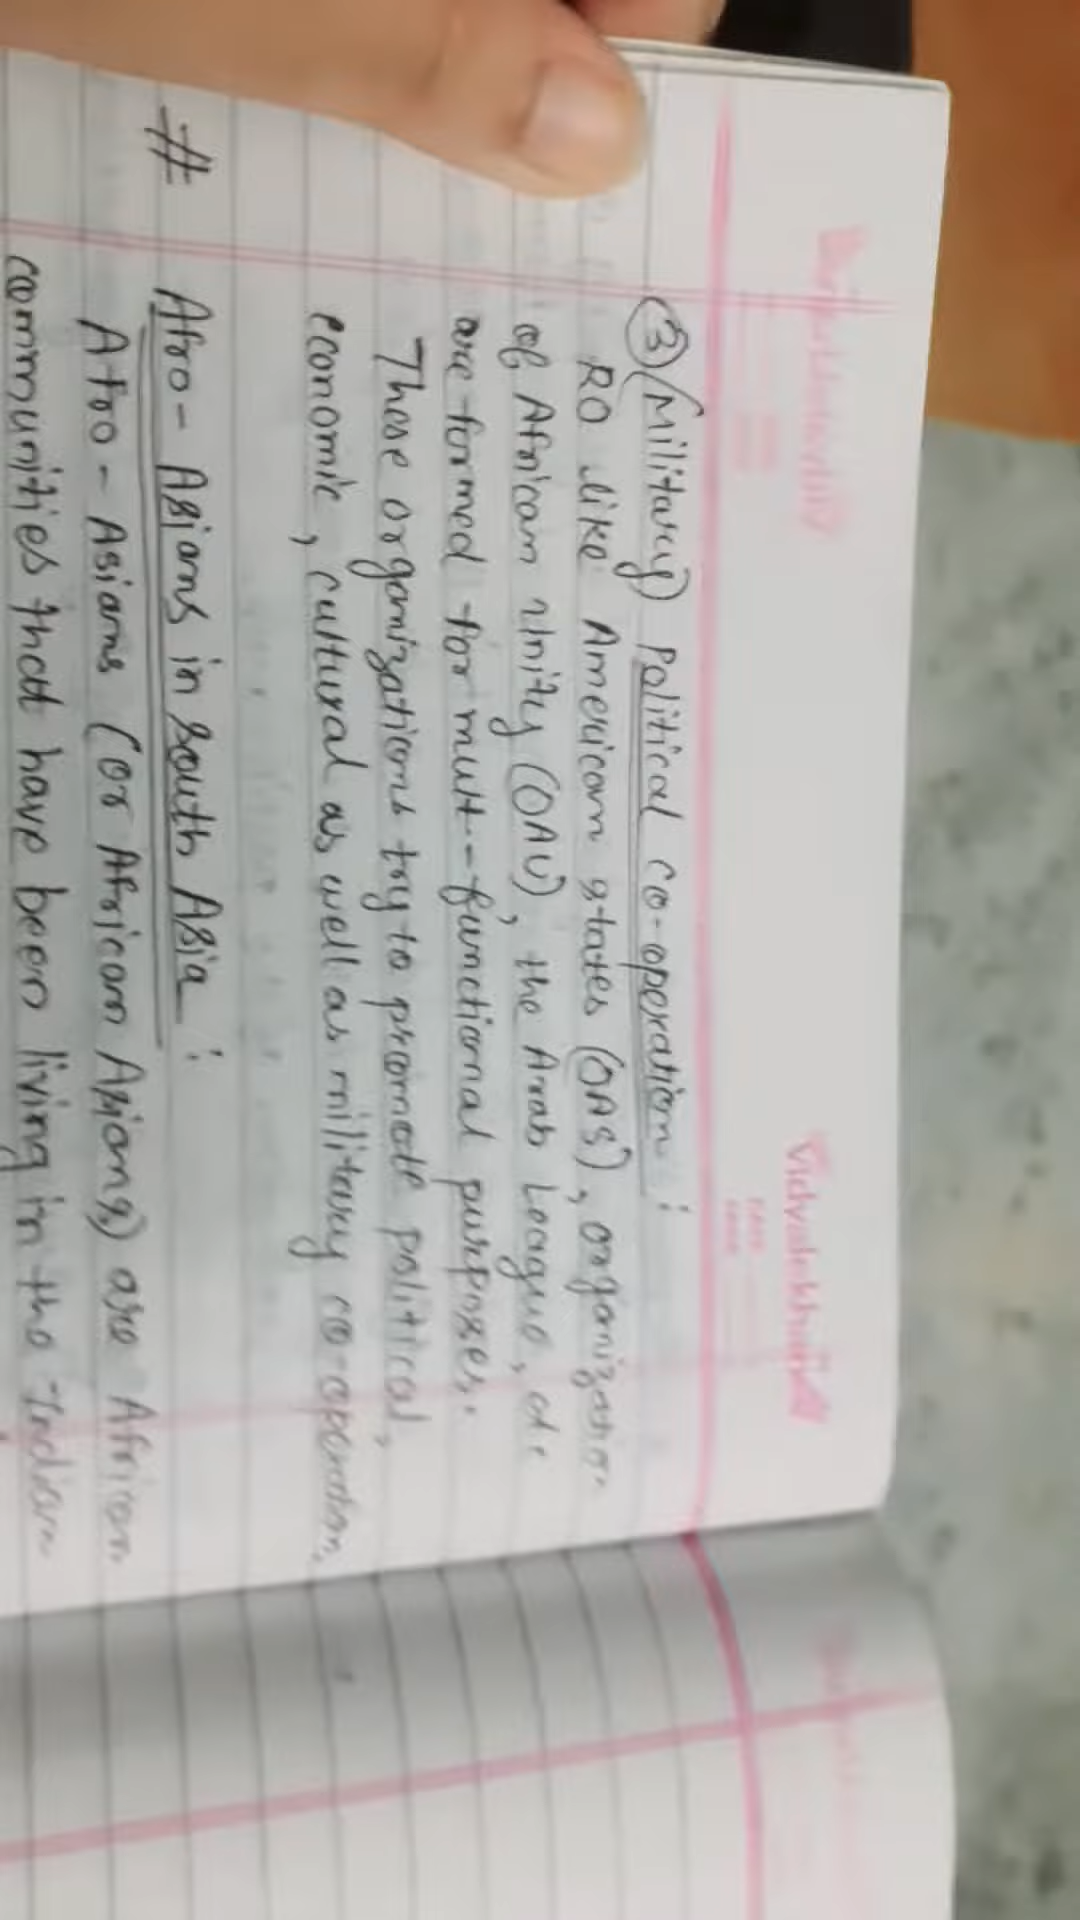 Vidyalekhan
③ (Military) Political co-operation :
RO like American states (OAS), organization
of African unity (OAU), the Arab League, etc
are formed for mult--functional purposes.
These organizations try to promote political,
economic, cultural as well as military co-operation.
# Afro - Asians in South Asia :
Afro - Asians (or African Asians) are African
communities that have been living in the Indian